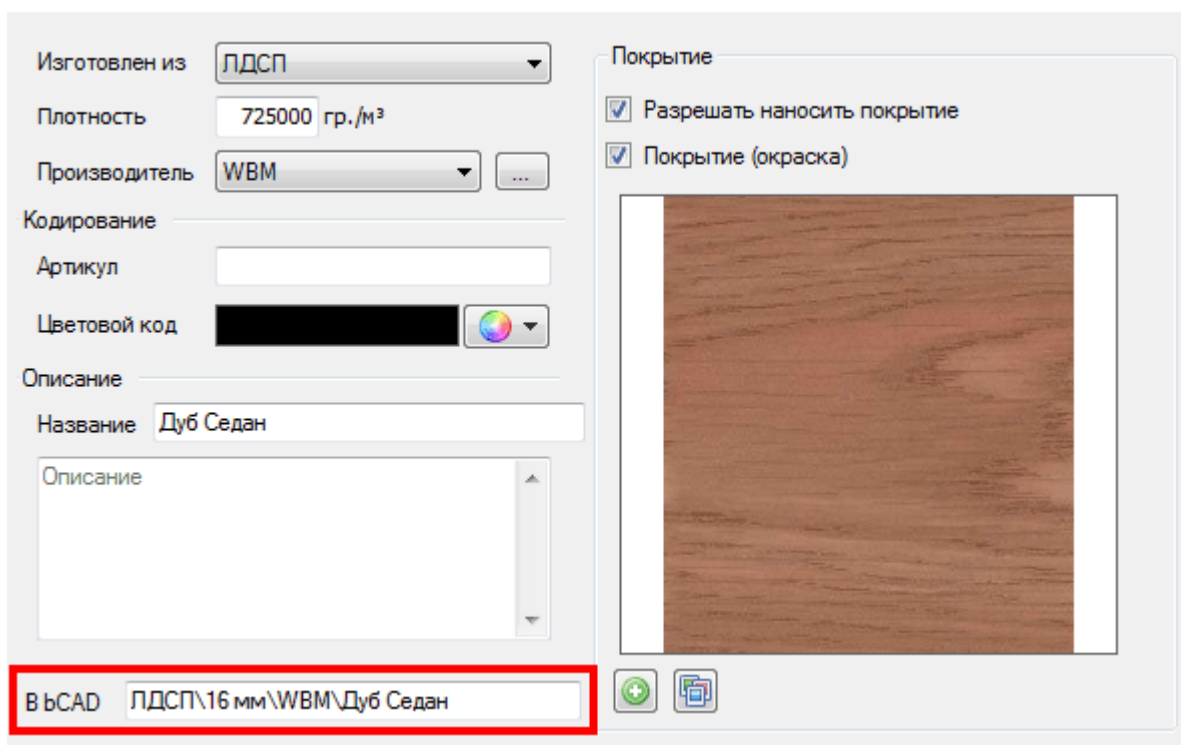 Изготовлен из ЛДСП
Плотность 725000 гр./м³
Производитель WBM ...
Кодирование
Артикул
Цветовой код
Описание
Название Дуб Седан
Описание
В bCAD ЛДСП\16 мм\WBM\Дуб Седан
Покрытие
Разрешать наносить покрытие
Покрытие (окраска)